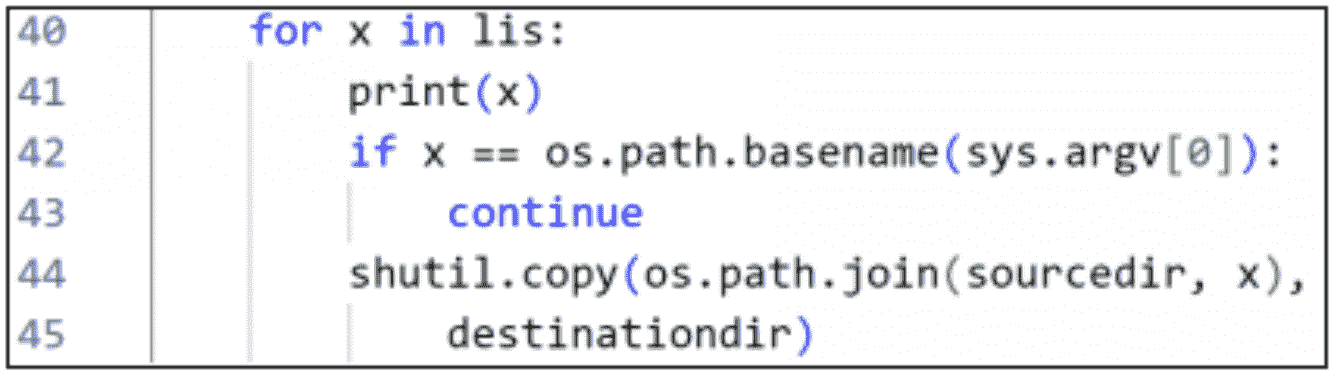 40 for x in lis:
41 print(x)
42 if x == os.path.basename(sys.argv[0]):
43 continue
44 shutil.copy(os.path.join(sourcedir, x),
45 destinationdir)